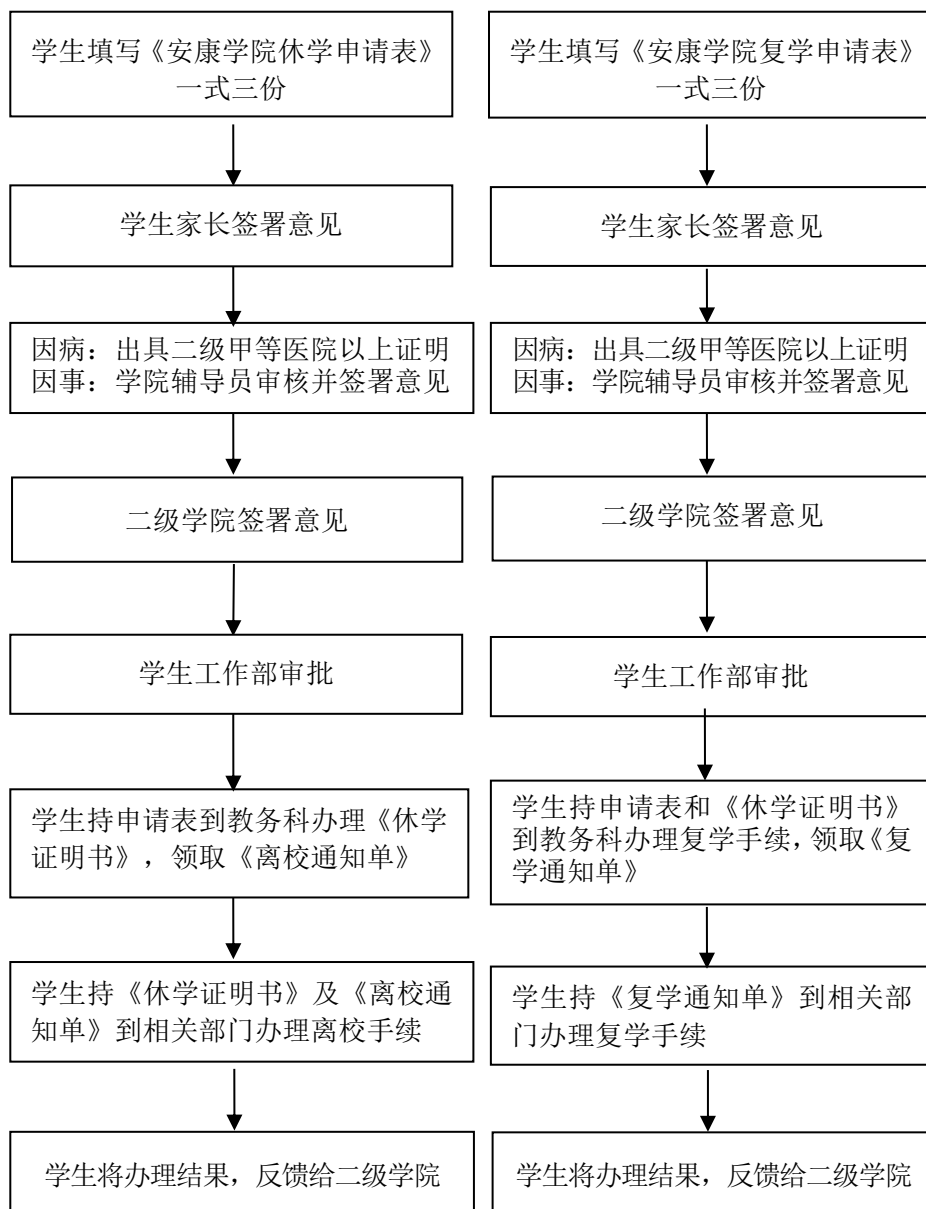 学生填写《安康学院休学申请表》
一式三份
学生家长签署意见
因病：出具二级甲等医院以上证明
因事：学院辅导员审核并签署意见
二级学院签署意见
学生工作部审批
学生持申请表到教务科办理《休学
证明书》，领取《离校通知单》
学生持《休学证明书》及《离校通
知单》到相关部门办理离校手续
学生将办理结果，反馈给二级学院
学生填写《安康学院复学申请表》
一式三份
学生家长签署意见
因病：出具二级甲等医院以上证明
因事：学院辅导员审核并签署意见
二级学院签署意见
学生工作部审批
学生持申请表和《休学证明书》
到教务科办理复学手续，领取《复
学通知单》
学生持《复学通知单》到相关部
门办理复学手续
学生将办理结果，反馈给二级学院